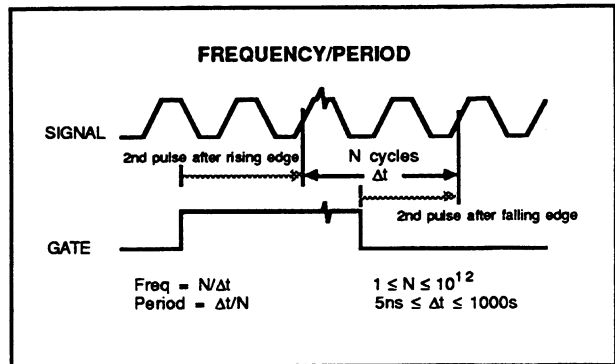 FREQUENCY/PERIOD
SIGNAL
2nd pulse after rising edge
N cycles
Δt
2nd pulse after falling edge
GATE
Freq = N/Δt
Period = Δt/N
1 ≤ N ≤ 10¹²
5ns ≤ Δt ≤ 1000s